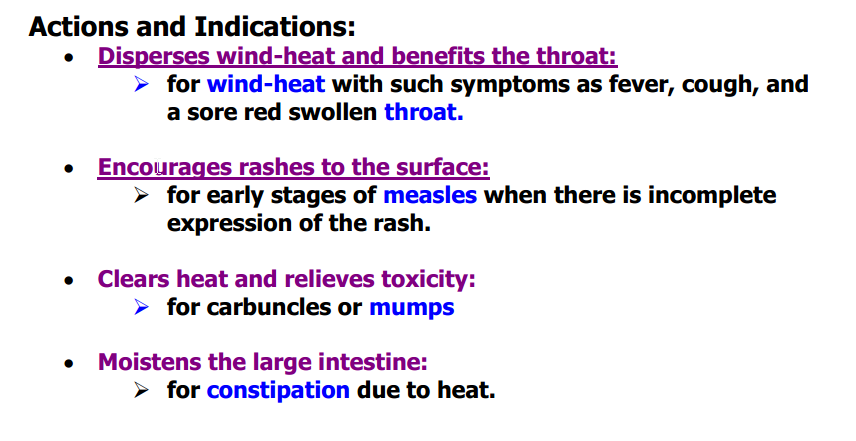 Actions and Indications:
• Disperses wind-heat and benefits the throat:
➢ for wind-heat with such symptoms as fever, cough, and
a sore red swollen throat.
• Encourages rashes to the surface:
➢ for early stages of measles when there is incomplete
expression of the rash.
• Clears heat and relieves toxicity:
➢ for carbuncles or mumps
• Moistens the large intestine:
➢ for constipation due to heat.